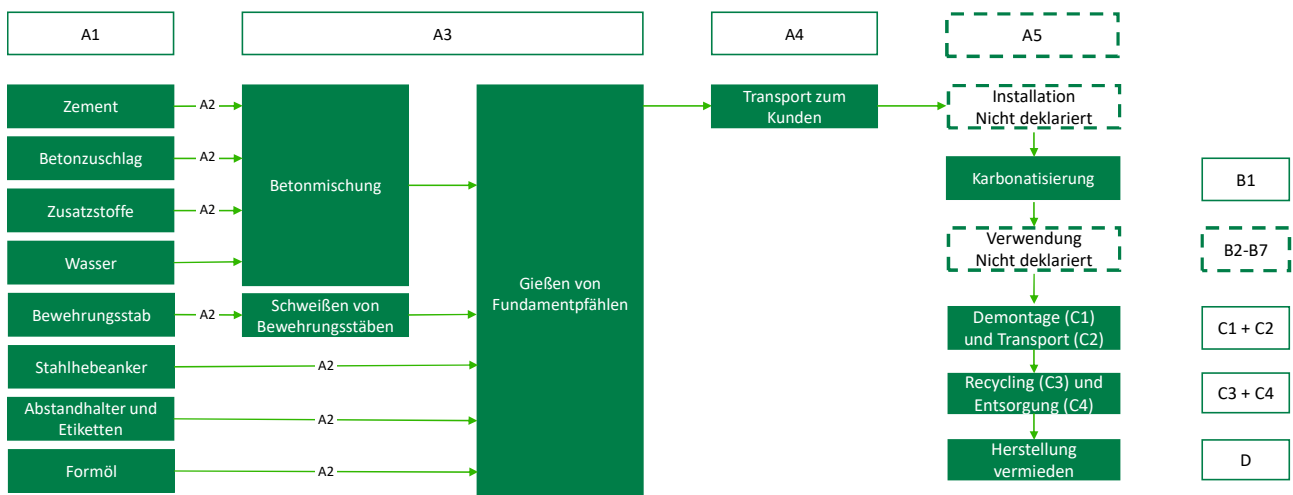 A1
A3
A4
A5
Zement
A2
Betonzuschlag
A2
Zusatzstoffe
A2
Wasser
Bewehrungsstab
A2
Stahlhebeanker
A2
Abstandhalter und
Etiketten
A2
Formöl
A2
Betonmischung
Schweißen von
Bewehrungsstäben
Gießen von
Fundamentpfählen
Transport zum
Kunden
Installation
Nicht deklariert
Karbonatisierung
B1
Verwendung
Nicht deklariert
B2-B7
Demontage (C1)
und Transport (C2)
C1 + C2
Recycling (C3) und
Entsorgung (C4)
C3 + C4
Herstellung
vermieden
D